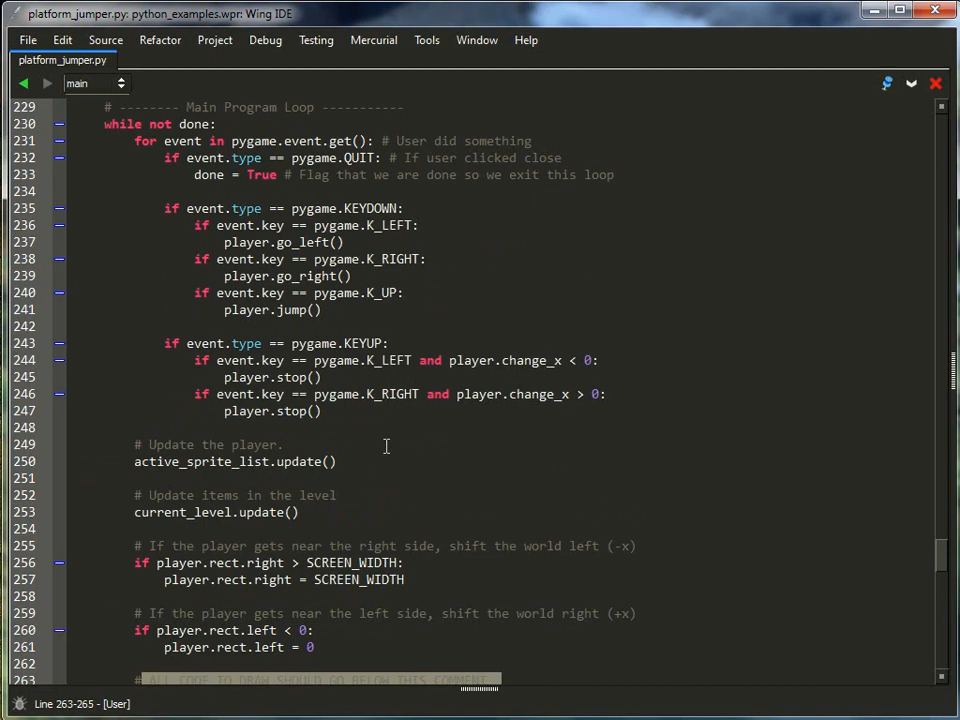 platform_jumper.py: python_examples.wpr: Wing IDE
File Edit Source Refactor Project Debug Testing Mercurial Tools Window Help
platform_jumper.py
main
229 # -------- Main Program Loop -----------
230 while not done:
231 for event in pygame.event.get(): # User did something
232 if event.type == pygame.QUIT: # If user clicked close
233 done = True # Flag that we are done so we exit this loop
234
235 if event.type == pygame.KEYDOWN:
236 if event.key == pygame.K_LEFT:
237 player.go_left()
238 if event.key == pygame.K_RIGHT:
239 player.go_right()
240 if event.key == pygame.K_UP:
241 player.jump()
242
243 if event.type == pygame.KEYUP:
244 if event.key == pygame.K_LEFT and player.change_x < 0:
245 player.stop()
246 if event.key == pygame.K_RIGHT and player.change_x > 0:
247 player.stop()
248
249 # Update the player.
250 active_sprite_list.update()
251
252 # Update items in the level
253 current_level.update()
254
255 # If the player gets near the right side, shift the world left (-x)
256 if player.rect.right > SCREEN_WIDTH:
257 player.rect.right = SCREEN_WIDTH
258
259 # If the player gets near the left side, shift the world right (+x)
260 if player.rect.left < 0:
261 player.rect.left = 0
262
263 # ALL CODE TO DRAW SHOULD GO BELOW THIS COMMENT
Line 263-265 - [User]